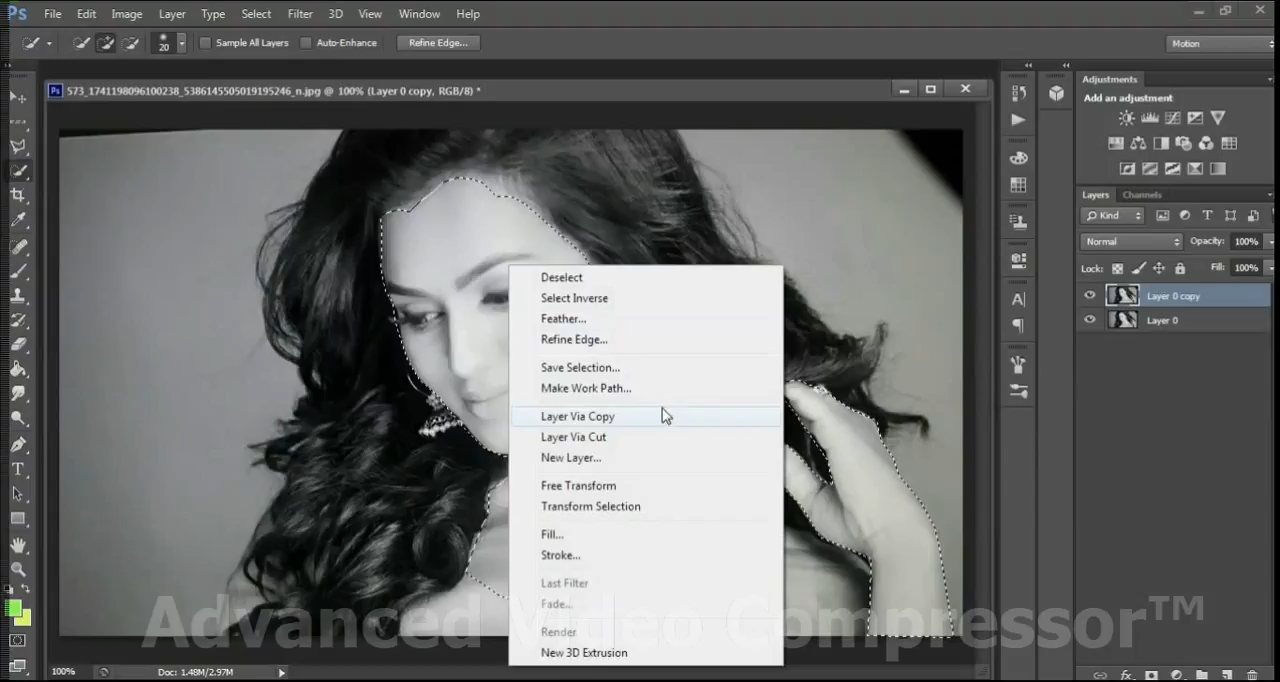 Ps File Edit Image Layer Type Select Filter 3D View Window Help
20 Sample All Layers Auto-Enhance Refine Edge... Motion
Ps 573_1741198096100238_5386145505019195246_n.jpg @ 100% (Layer 0 copy, RGB/8) *
Adjustments
Add an adjustment
Layers Channels
Kind
Normal Opacity: 100%
Lock: Fill: 100%
Layer 0 copy
Layer 0
Deselect
Select Inverse
Feather...
Refine Edge...
Save Selection...
Make Work Path...
Layer Via Copy
Layer Via Cut
New Layer...
Free Transform
Transform Selection
Fill...
Stroke...
Last Filter
Fade...
Render
New 3D Extrusion
Advanced Video Compressor™
100% Doc: 1.48M/2.97M